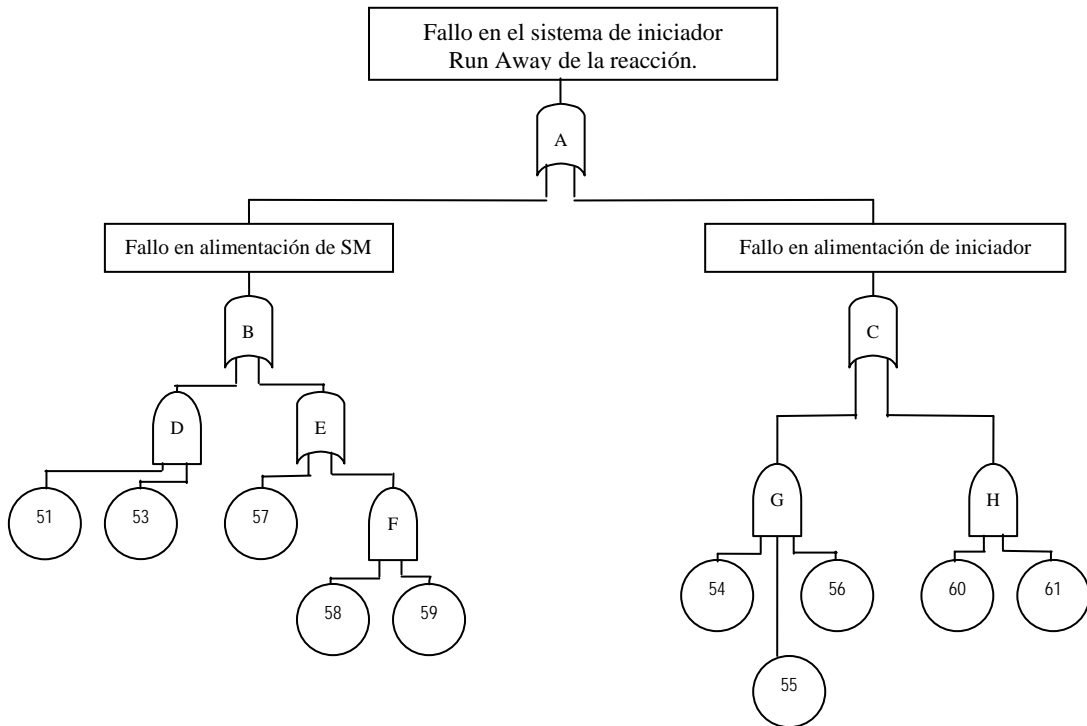 Fallo en el sistema de iniciador
Run Away de la reacción.
A
Fallo en alimentación de SM
Fallo en alimentación de iniciador
B
C
D
E
51
53
57
F
G
H
58
59
54
56
60
61
55